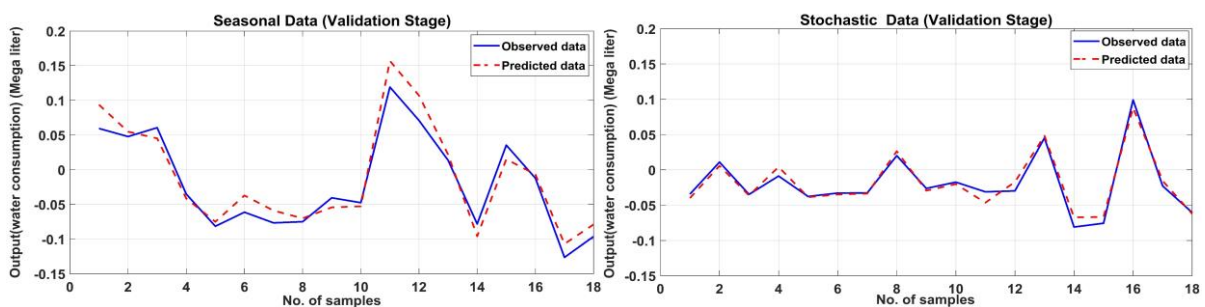 Seasonal Data (Validation Stage)
Output(water consumption) (Mega liter)
0.2
0.15
0.1
0.05
0
-0.05
-0.1
-0.15
Observed data
Predicted data
0 2 4 6 8 10 12 14 16 18
No. of samples
Stochastic Data (Validation Stage)
Output(water consumption) (Mega liter)
0.2
0.15
0.1
0.05
0
-0.05
-0.1
-0.15
Observed data
Predicted data
0 2 4 6 8 10 12 14 16 18
No. of samples